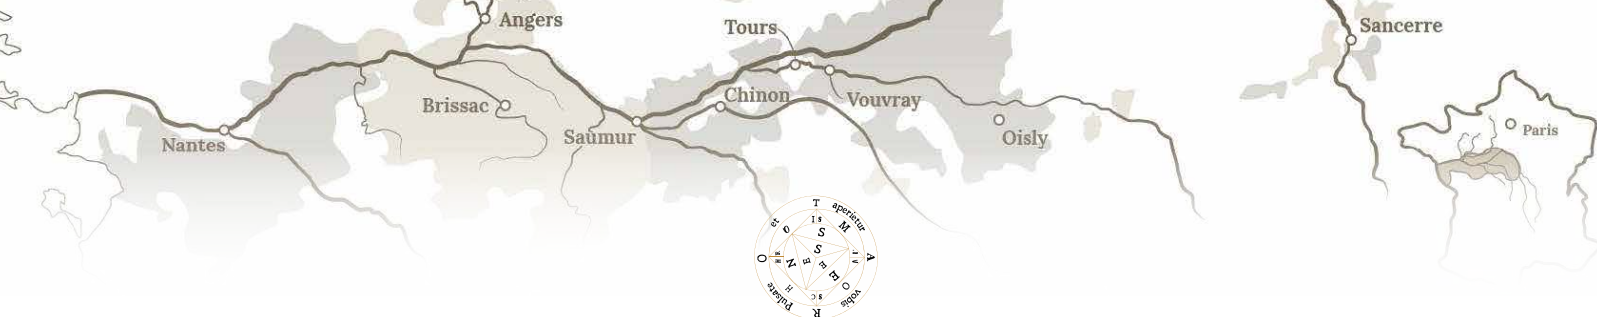 Angers
Tours
Sancerre
Brissac
Chinon
Vouvray
Paris
Nantes
Saumur
Oisly
T
aperietur
et
M
O
A
Pulsate
vobis
R